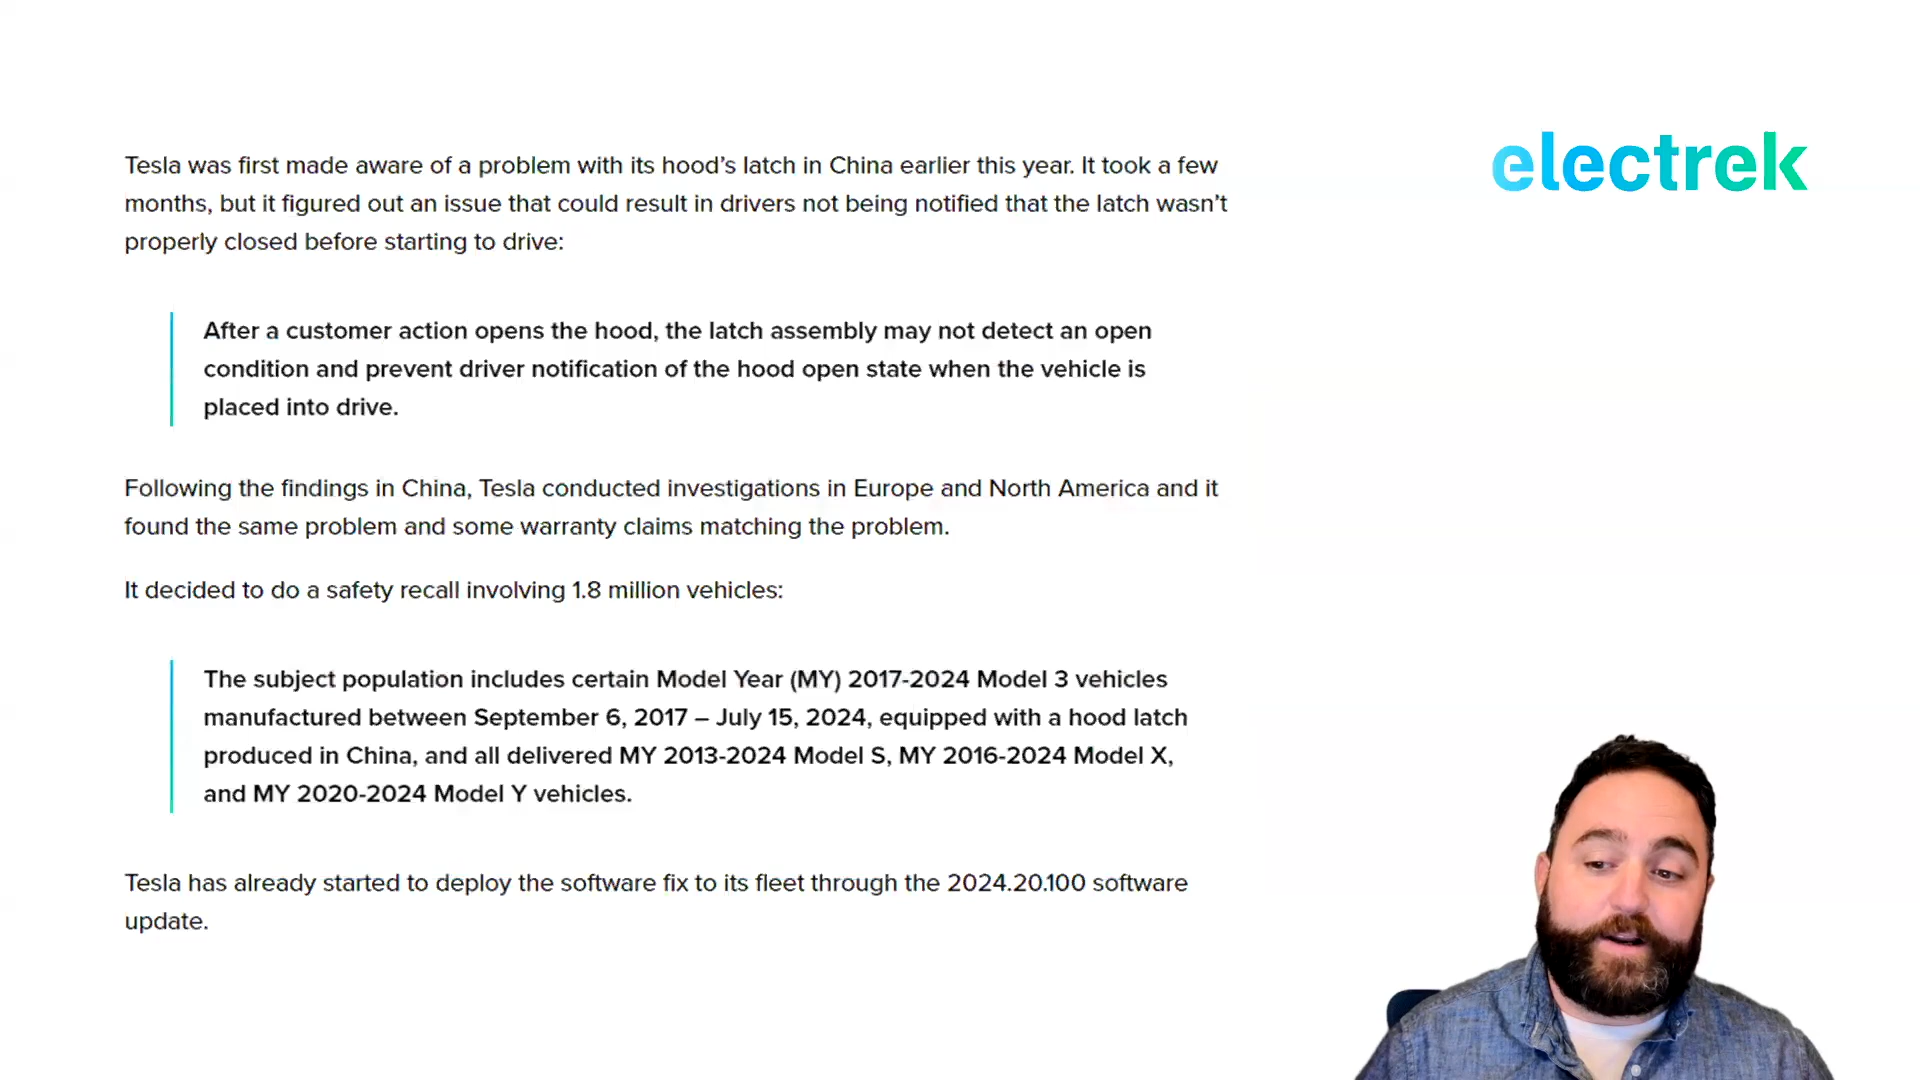 electrek
Tesla was first made aware of a problem with its hood’s latch in China earlier this year. It took a few
months, but it figured out an issue that could result in drivers not being notified that the latch wasn’t
properly closed before starting to drive:
After a customer action opens the hood, the latch assembly may not detect an open
condition and prevent driver notification of the hood open state when the vehicle is
placed into drive.
Following the findings in China, Tesla conducted investigations in Europe and North America and it
found the same problem and some warranty claims matching the problem.
It decided to do a safety recall involving 1.8 million vehicles:
The subject population includes certain Model Year (MY) 2017-2024 Model 3 vehicles
manufactured between September 6, 2017 – July 15, 2024, equipped with a hood latch
produced in China, and all delivered MY 2013-2024 Model S, MY 2016-2024 Model X,
and MY 2020-2024 Model Y vehicles.
Tesla has already started to deploy the software fix to its fleet through the 2024.20.100 software
update.